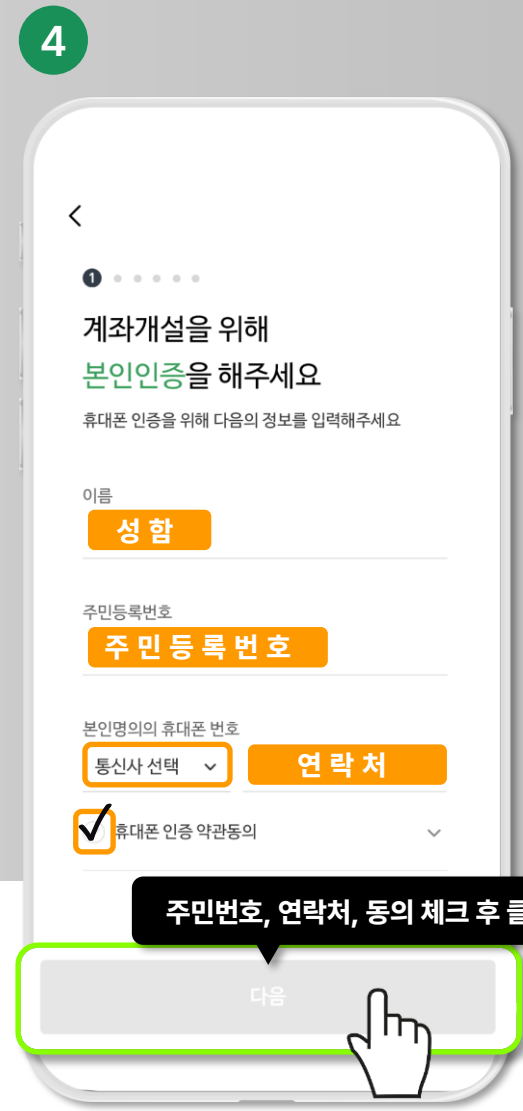 4
1
계좌개설을 위해
본인인증을 해주세요
휴대폰 인증을 위해 다음의 정보를 입력해주세요
이름
성 함
주민등록번호
주 민 등 록 번 호
본인명의의 휴대폰 번호
통신사 선택 연 락 처
휴대폰 인증 약관동의
주민번호, 연락처, 동의 체크 후
다음